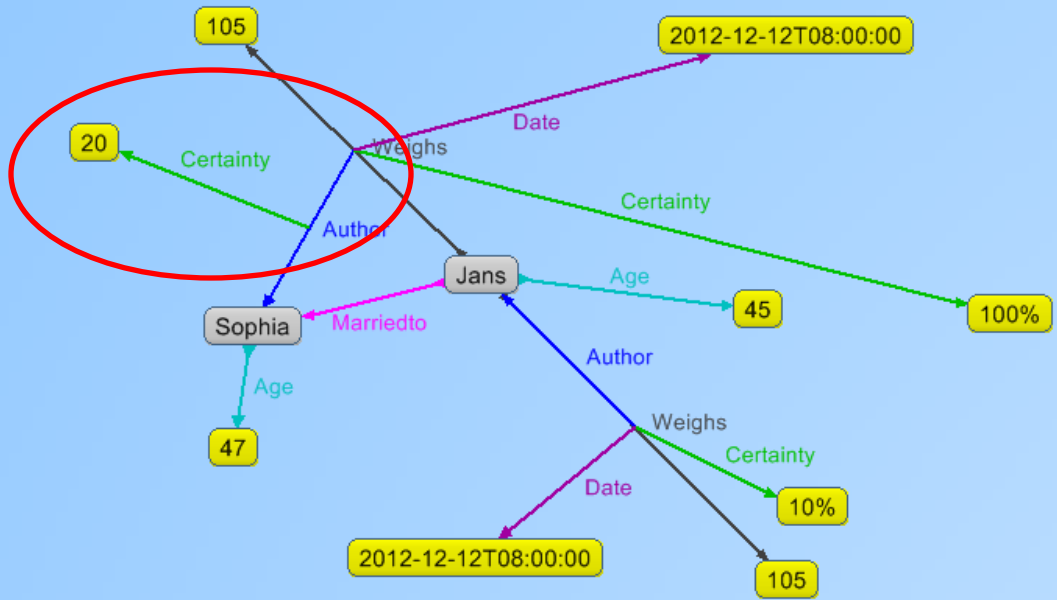 105
2012-12-12T08:00:00
Date
20
Weighs
Certainty
Certainty
Author
Jans
Age
45
100%
Sophia
Marriedto
Author
Age
Weighs
47
Certainty
Date
10%
2012-12-12T08:00:00
105